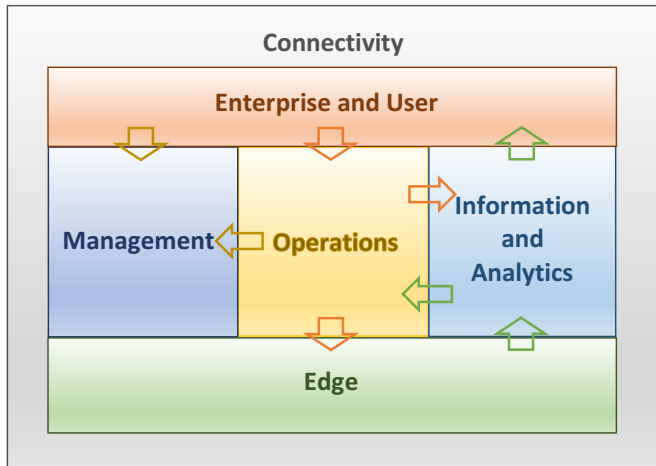 Connectivity
Enterprise and User
Management
Operations
Information
and
Analytics
Edge